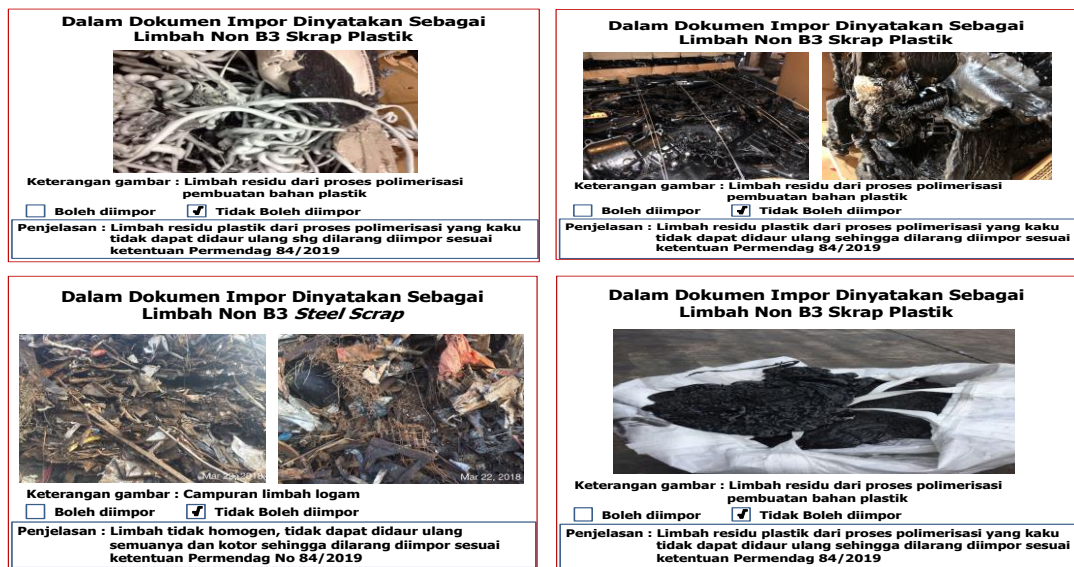 Dalam Dokumen Impor Dinyatakan Sebagai
Limbah Non B3 Skrap Plastik
Keterangan gambar : Limbah residu dari proses polimerisasi
pembuatan bahan plastik
Boleh diimpor Tidak Boleh diimpor
Penjelasan : Limbah residu plastik dari proses polimerisasi yang kaku
tidak dapat didaur ulang shg dilarang diimpor sesuai
ketentuan Permendag 84/2019
Dalam Dokumen Impor Dinyatakan Sebagai
Limbah Non B3 Skrap Plastik
Keterangan gambar : Limbah residu dari proses polimerisasi
pembuatan bahan plastik
Boleh diimpor Tidak Boleh diimpor
Penjelasan : Limbah residu plastik dari proses polimerisasi yang kaku
tidak dapat didaur ulang sehingga dilarang diimpor sesuai
ketentuan Permendag 84/2019
Dalam Dokumen Impor Dinyatakan Sebagai
Limbah Non B3 Steel Scrap
Mar 22, 2018
Mar 22, 2018
Keterangan gambar : Campuran limbah logam
Boleh diimpor Tidak Boleh diimpor
Penjelasan : Limbah tidak homogen, tidak dapat didaur ulang
semuanya dan kotor sehingga dilarang diimpor sesuai
ketentuan Permendag No 84/2019
Dalam Dokumen Impor Dinyatakan Sebagai
Limbah Non B3 Skrap Plastik
Keterangan gambar : Limbah residu dari proses polimerisasi
pembuatan bahan plastik
Boleh diimpor Tidak Boleh diimpor
Penjelasan : Limbah residu plastik dari proses polimerisasi yang kaku
tidak dapat didaur ulang sehingga dilarang diimpor sesuai
ketentuan Permendag 84/2019